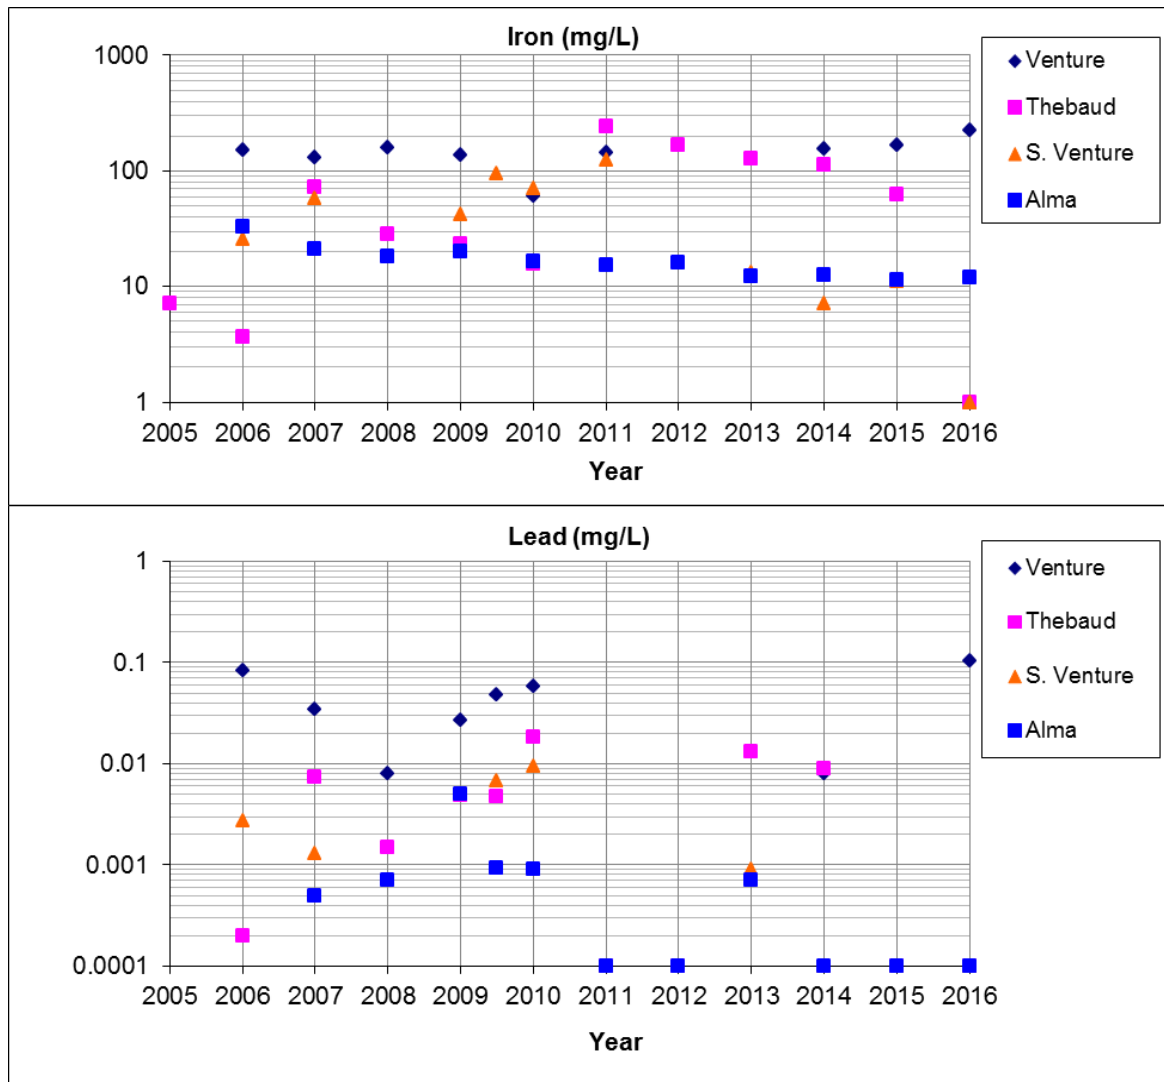 Iron (mg/L)
1000
100
10
1
2005 2006 2007 2008 2009 2010 2011 2012 2013 2014 2015 2016
Year
Venture
Thebaud
S. Venture
Alma
Lead (mg/L)
1
0.1
0.01
0.001
0.0001
2005 2006 2007 2008 2009 2010 2011 2012 2013 2014 2015 2016
Year
Venture
Thebaud
S. Venture
Alma